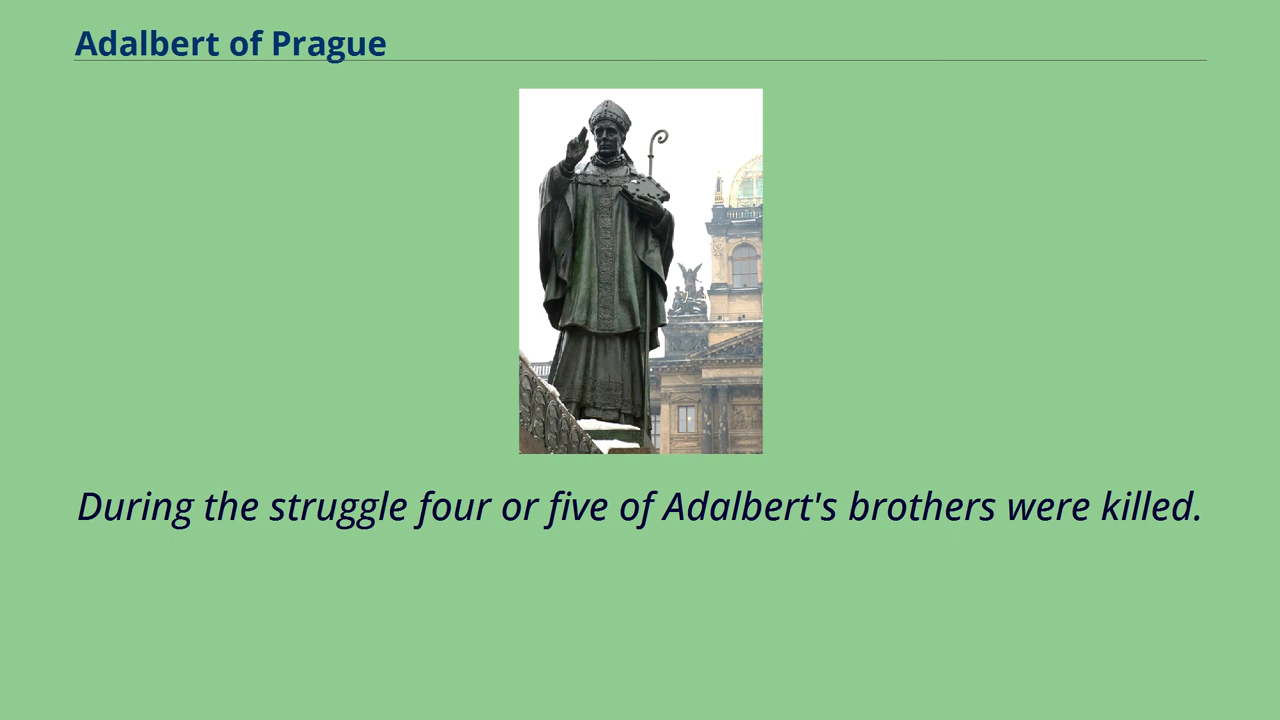 Adalbert of Prague
During the struggle four or five of Adalbert's brothers were killed.